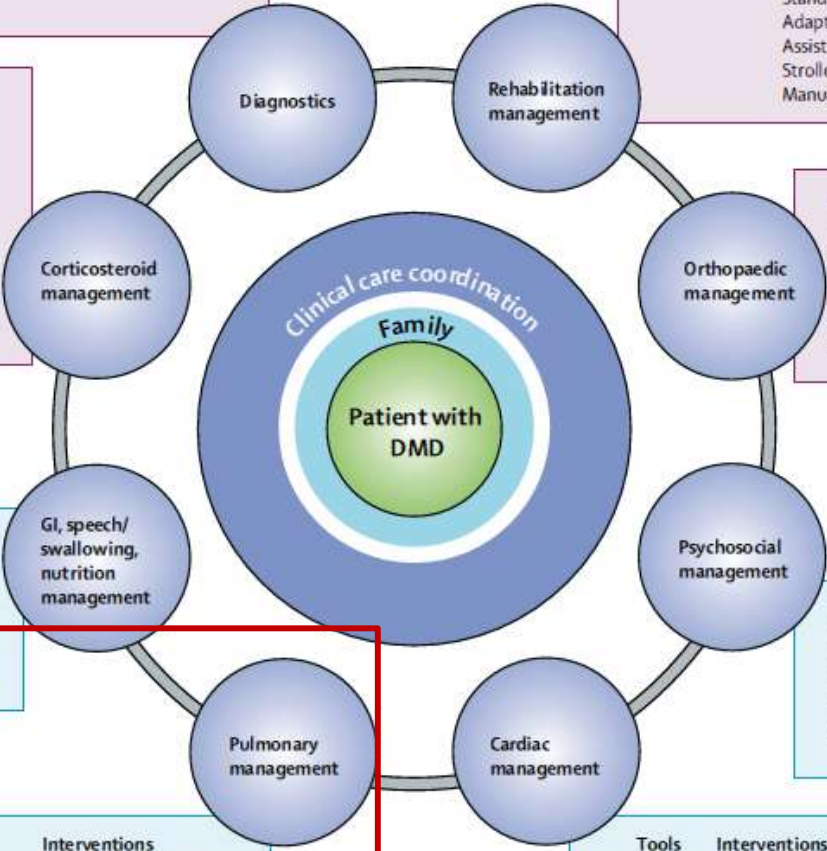 Adapt
Assist
Strolle
Manu
Diagnostics
Rehabilitation
management
Corticosteroid
management
Orthopaedic
management
Clinical care coordination
Family
Patient with
DMD
GI, speech/
swallowing,
nutrition
management
Psychosocial
management
Pulmonary
management
Cardiac
management
Interventions
Tools Interventions